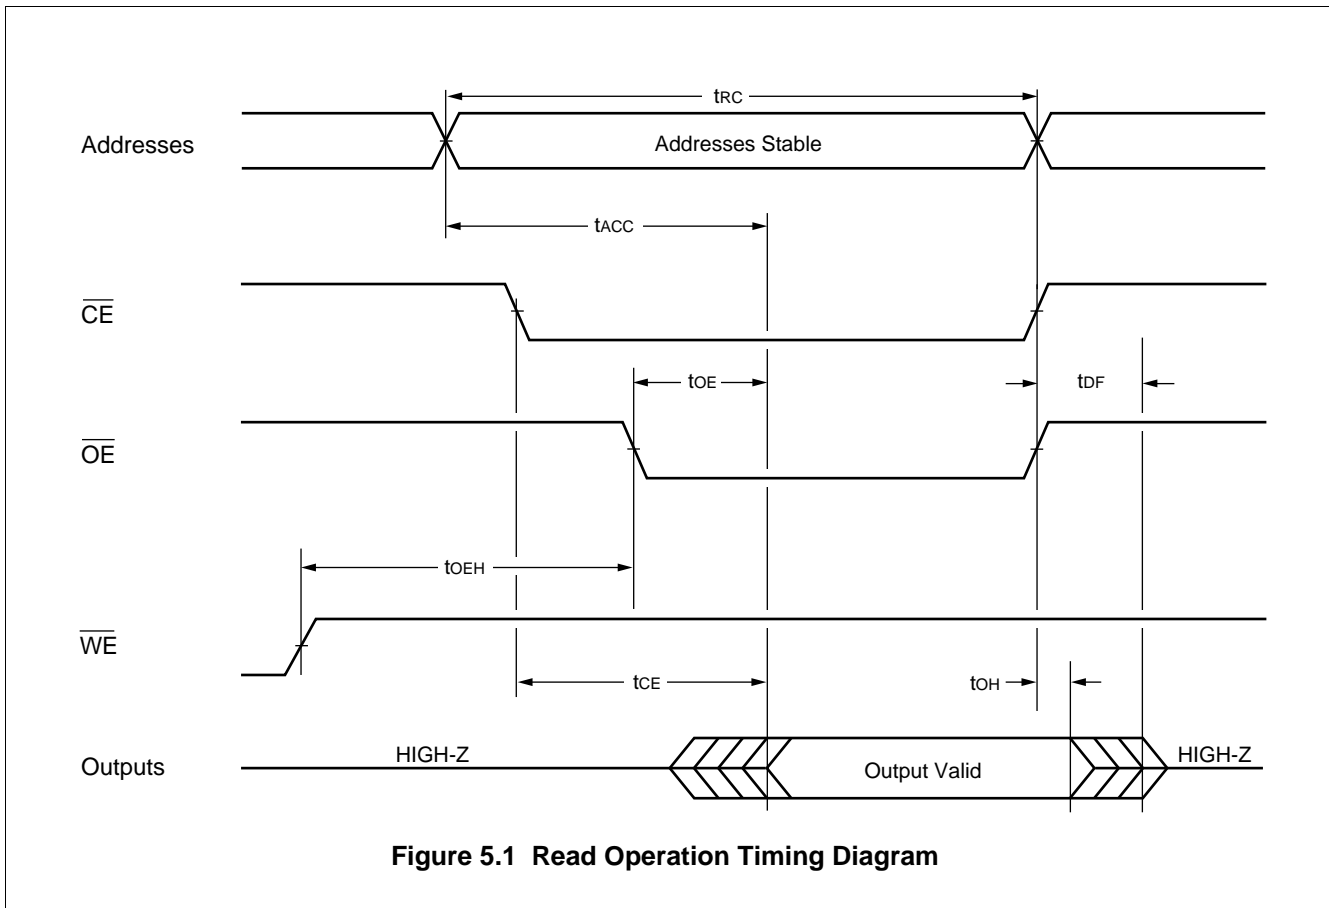 tRC
Addresses
Addresses Stable
tACC
CE
tOE
tDF
OE
tOEH
WE
tCE
tOH
HIGH-Z
HIGH-Z
Outputs
Output Valid
Figure 5.1 Read Operation Timing Diagram